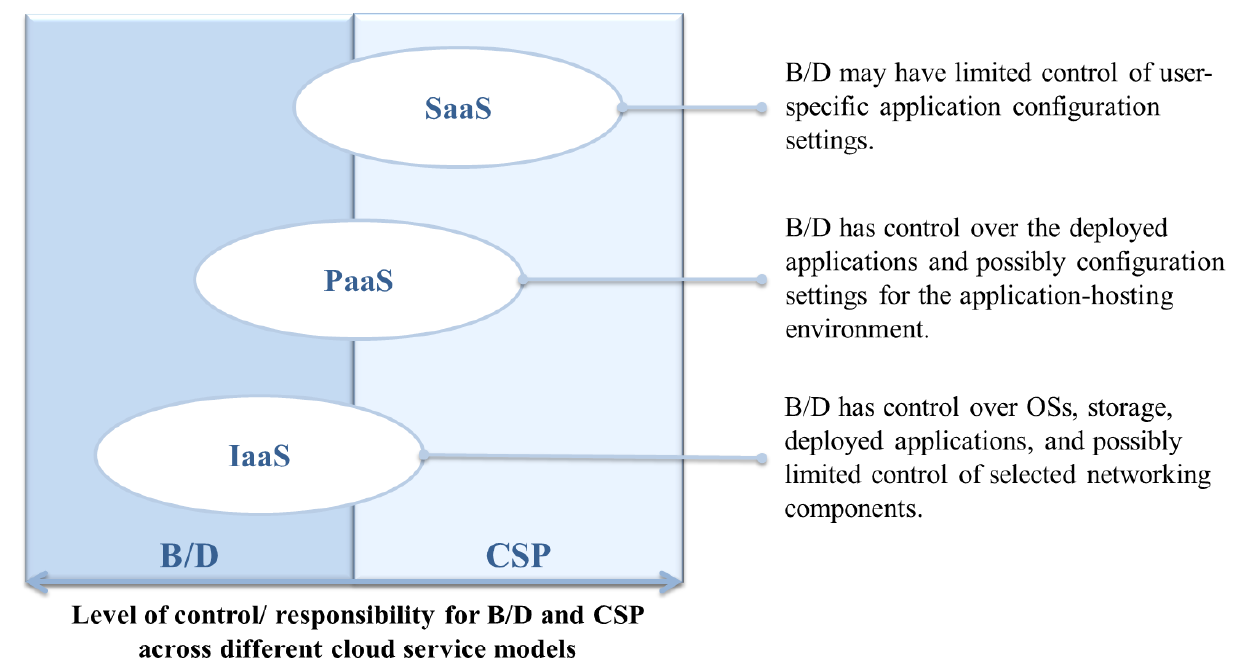 SaaS
B/D may have limited control of user-
specific application configuration
settings.
PaaS
B/D has control over the deployed
applications and possibly configuration
settings for the application-hosting
environment.
IaaS
B/D has control over OSs, storage,
deployed applications, and possibly
limited control of selected networking
components.
B/D
CSP
Level of control/ responsibility for B/D and CSP
across different cloud service models